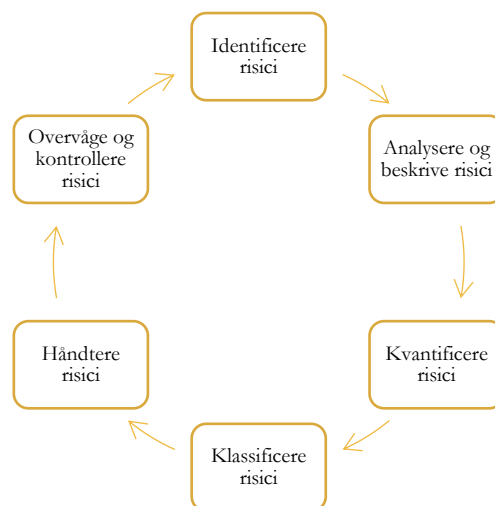 Identificere
risici
Analysere og
beskrive risici
Kvantificere
risici
Klassificere
risici
Håndtere
risici
Overvåge og
kontrollere
risici